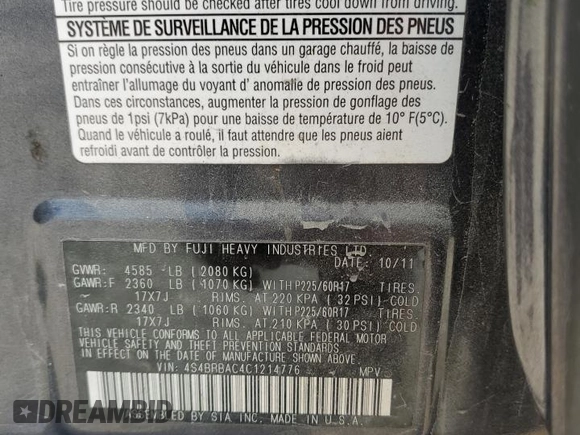 Tire pressure should be checked after tires cool down from driving.
SYSTÈME DE SURVEILLANCE DE LA PRESSION DES PNEUS
Si on règle la pression des pneus dans un garage chauffé, la baisse de
pression consécutive à la sortie du véhicule dans le froid peut
entraîner l'allumage du voyant d' anomalie de pression des pneus.
Dans ces circonstances, augmenter la pression de gonflage des
pneus de 1psi (7kPa) pour une baisse de température de 10° F(5°C).
Quand le véhicule a roulé, il faut attendre que les pneus aient
refroidi avant de contrôler la pression.
MFD BY FUJI HEAVY INDUSTRIES LTD.
DATE: 10/11
GVWR: 4585 LB (2080 KG)
GAWR:F 2360 LB (1070 KG) WITH P225/60R17 TIRES.
17X7J RIMS. AT 220 KPA (32 PSI) COLD
GAWR:R 2340 LB (1060 KG) WITH P225/60R17 TIRES.
17X7J RIMS. AT 210 KPA (30 PSI) COLD
THIS VEHICLE CONFORMS TO ALL APPLICABLE FEDERAL MOTOR
VEHICLE SAFETY AND THEFT PREVENTION STANDARDS
IN EFFECT ON THE DATE OF MANUFACTURE SHOWN ABOVE.
VIN: 4S4BRBAC4C1214776 MPV
ASSEMBLED BY SIA INC. MADE IN U.S.A.
DREAMBID